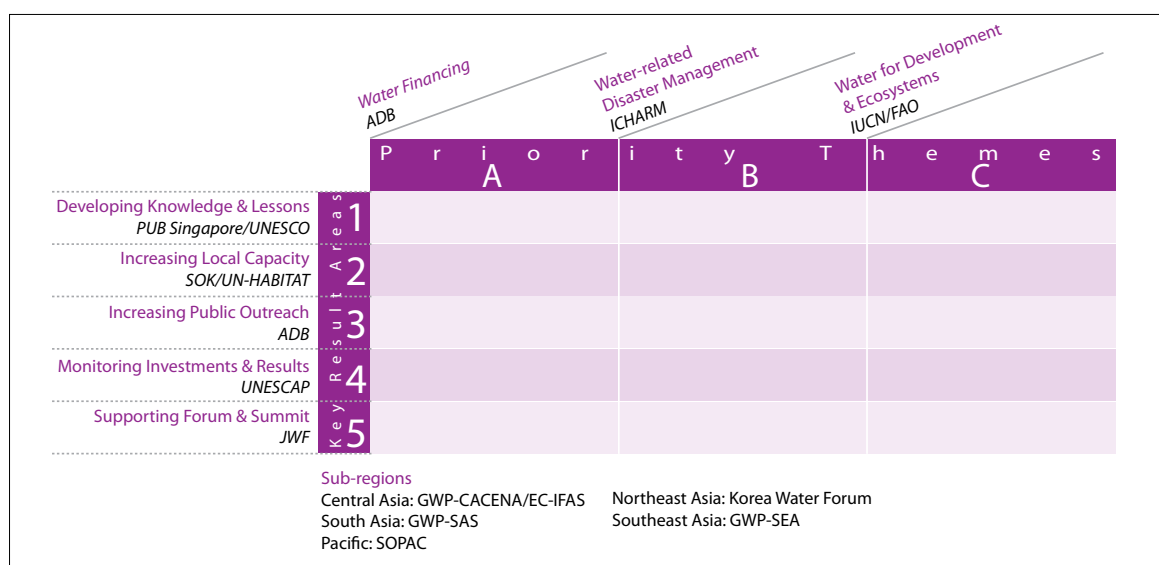 Water Financing
ADB
Water-related
Disaster Management
ICHARM
Water for Development
& Ecosystems
IUCN/FAO
Priority Themes
A B C
Key Result Areas
Developing Knowledge & Lessons
PUB Singapore/UNESCO
1
Increasing Local Capacity
SOK/UN-HABITAT
2
Increasing Public Outreach
ADB
3
Monitoring Investments & Results
UNESCAP
4
Supporting Forum & Summit
JWF
5
Sub-regions
Central Asia: GWP-CACENA/EC-IFAS
South Asia: GWP-SAS
Pacific: SOPAC
Northeast Asia: Korea Water Forum
Southeast Asia: GWP-SEA